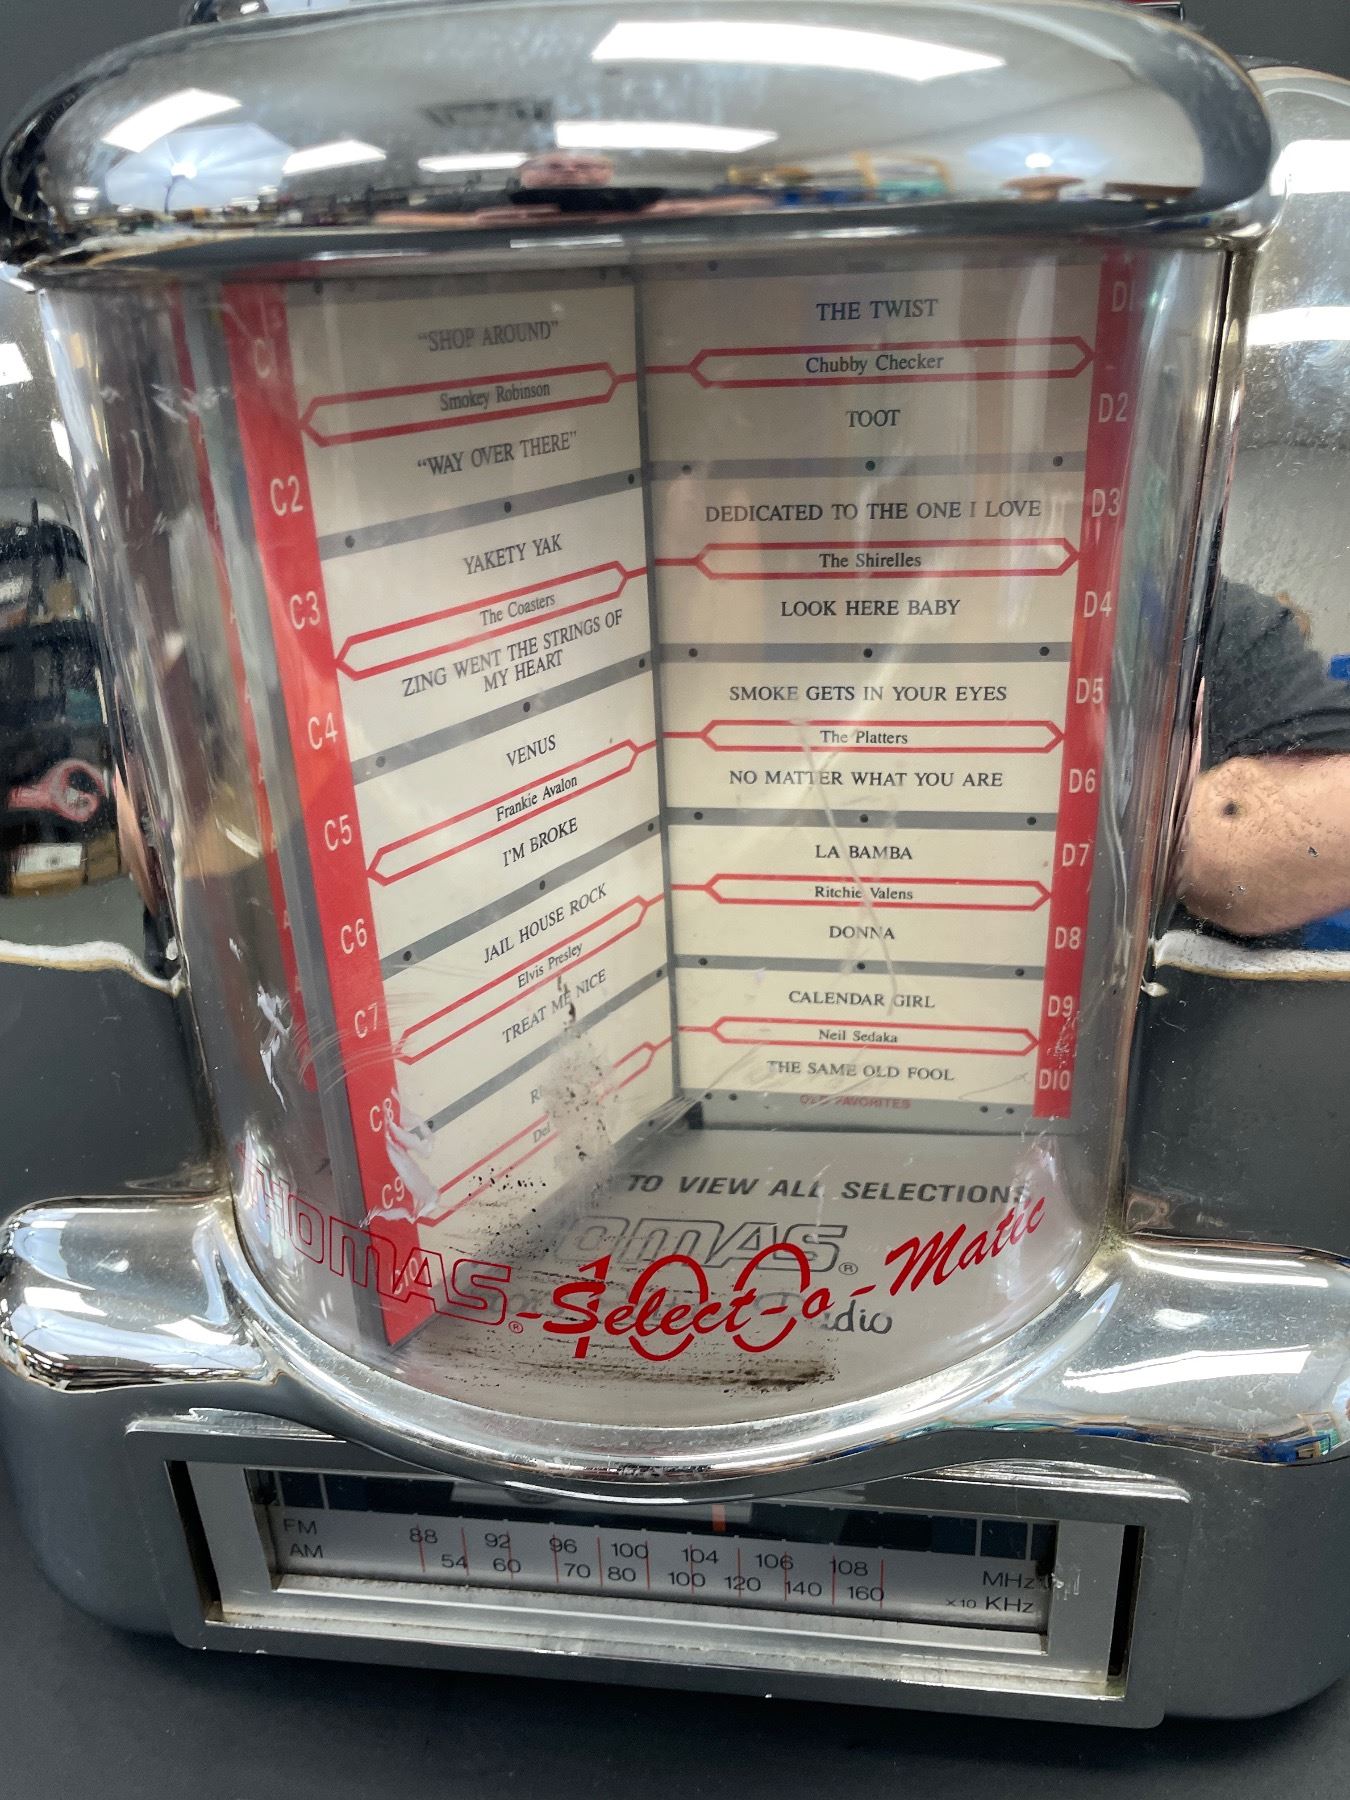 C1
"SHOP AROUND"
Smokey Robinson
C2
"WAY OVER THERE"
C3
YAKETY YAK
The Coasters
C4
ZING WENT THE STRINGS OF
MY HEART
C5
VENUS
Frankie Avalon
C6
I'M BROKE
C7
JAIL HOUSE ROCK
Elvis Presley
C8
TREAT ME NICE
C9
Del
D1
THE TWIST
Chubby Checker
D2
TOOT
D3
DEDICATED TO THE ONE I LOVE
The Shirelles
D4
LOOK HERE BABY
D5
SMOKE GETS IN YOUR EYES
The Platters
D6
NO MATTER WHAT YOU ARE
D7
LA BAMBA
Ritchie Valens
D8
DONNA
D9
CALENDAR GIRL
Neil Sedaka
D10
THE SAME OLD FOOL
OLD FAVORITES
TO VIEW ALL SELECTIONS
THOMAS®
THOMAS® -Select-o-Matic
100
FM 88 92 96 100 104 106 108 MHz
AM 54 60 70 80 100 120 140 160 x10 KHz